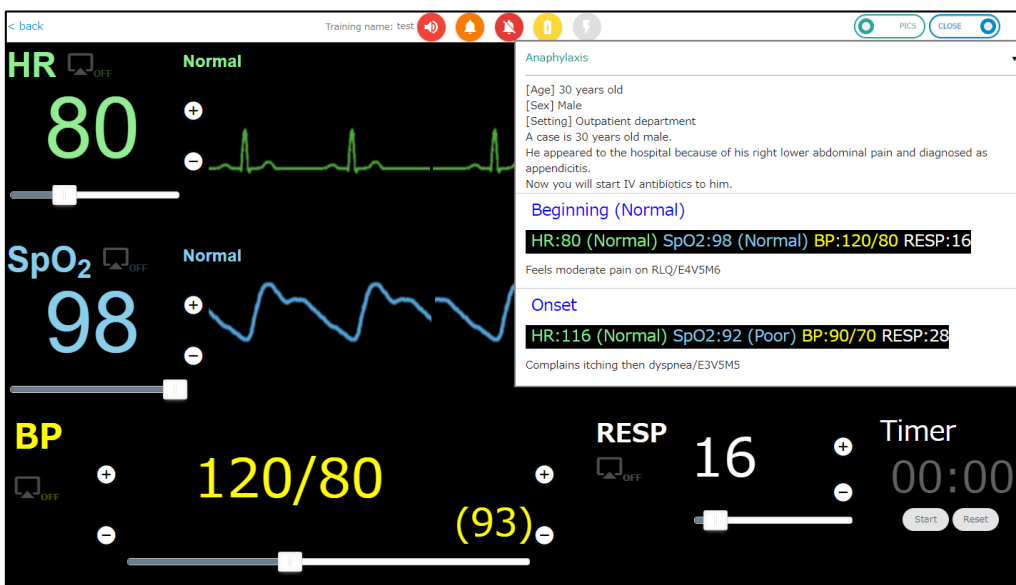 < back
Training name: test
PICS
CLOSE
HR
OFF
Normal
80
+
−
SpO2
OFF
Normal
98
+
−
Anaphylaxis
[Age] 30 years old
[Sex] Male
[Setting] Outpatient department
A case is 30 years old male.
He appeared to the hospital because of his right lower abdominal pain and diagnosed as
appendicitis.
Now you will start IV antibiotics to him.
Beginning (Normal)
HR:80 (Normal) SpO2:98 (Normal) BP:120/80 RESP:16
Feels moderate pain on RLQ/E4V5M6
Onset
HR:116 (Normal) SpO2:92 (Poor) BP:90/70 RESP:28
Complains itching then dyspnea/E3V5M5
BP
OFF
+
−
120/80
(93)
+
−
RESP
OFF
16
+
−
Timer
00:00
Start
Reset